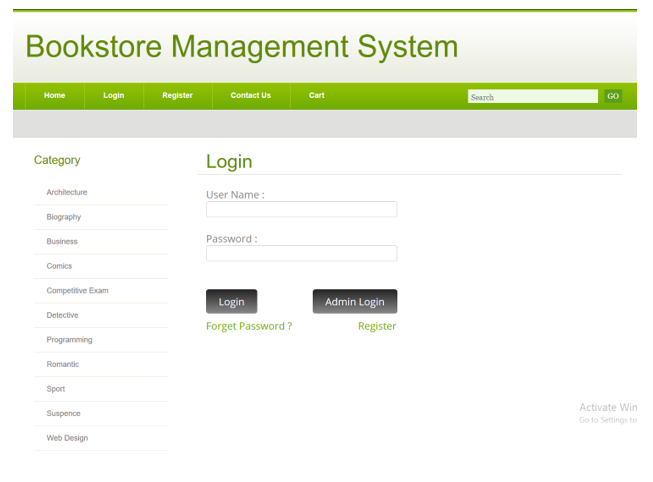 Bookstore Management System
Home Login Register Contact Us Cart Search GO
Category
Architecture
Biography
Business
Comics
Competitive Exam
Detective
Programming
Romantic
Sport
Suspence
Web Design
Login
User Name :
Password :
Login Admin Login
Forget Password ? Register
Activate Win
Go to Settings to